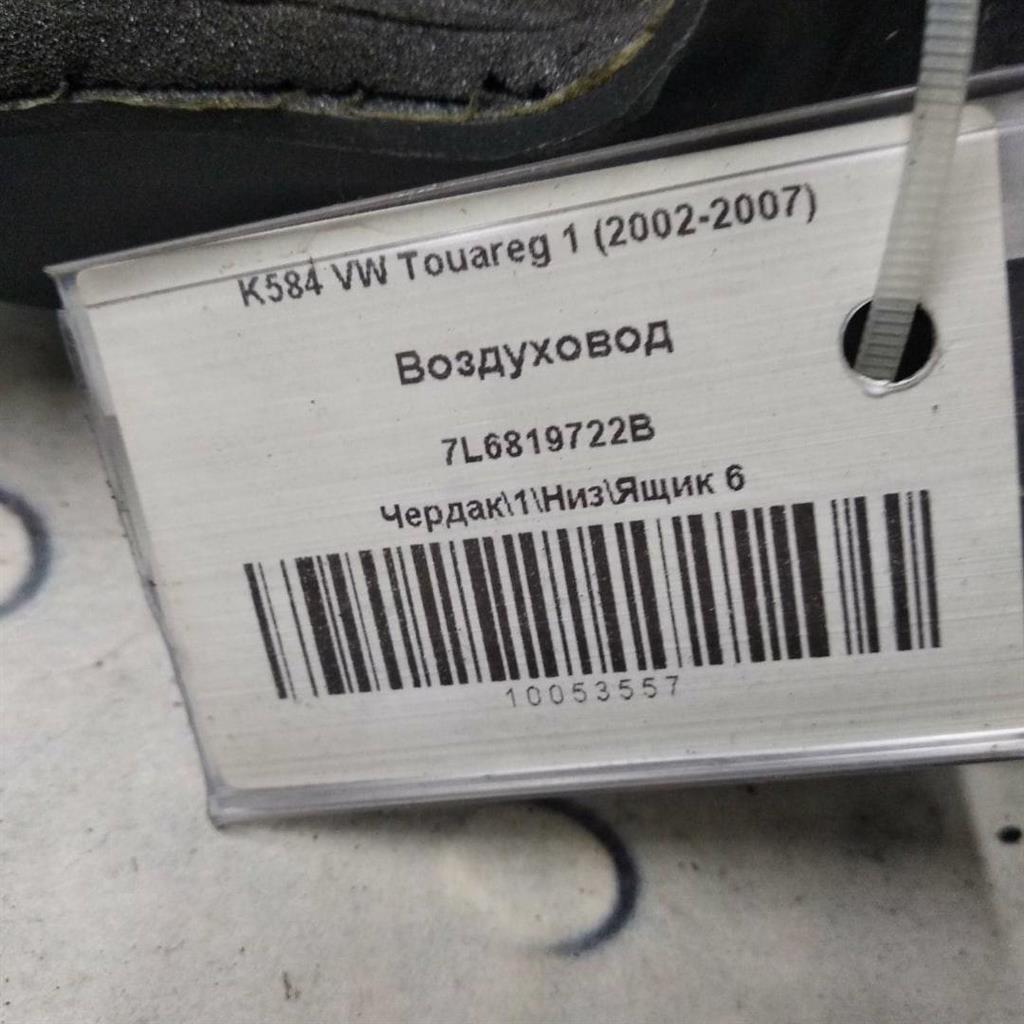 K584 VW Touareg 1 (2002-2007)
Воздуховод
7L6819722B
Чердак\1\Низ\Ящик 6
10053557